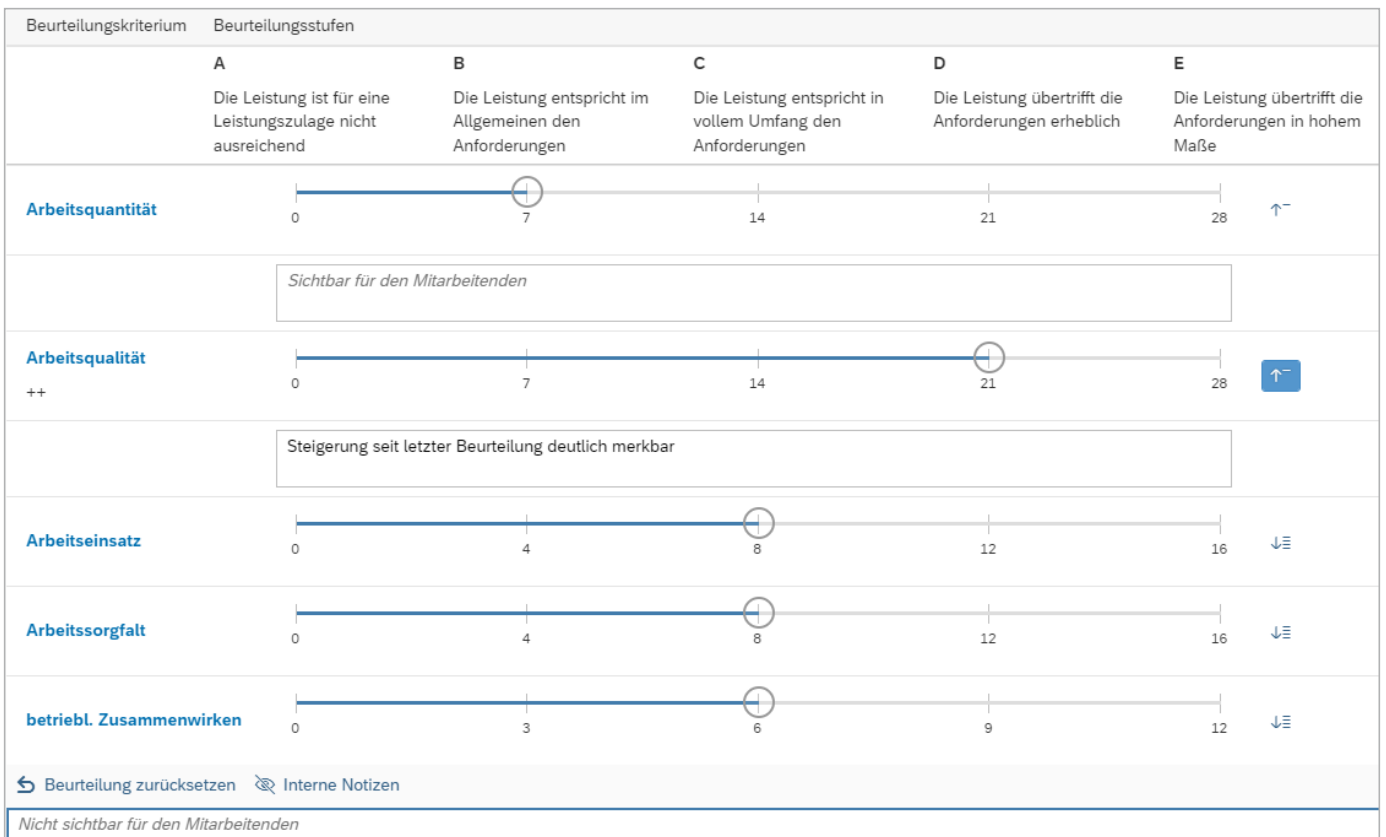 Beurteilungskriterium Beurteilungsstufen
A B C D E
Die Leistung ist für eine Die Leistung entspricht im Die Leistung entspricht in Die Leistung übertrifft die Die Leistung übertrifft die
Leistungszulage nicht Allgemeinen den vollem Umfang den Anforderungen erheblich Anforderungen in hohem
ausreichend Anforderungen Anforderungen Maße
Arbeitsquantität
0 7 14 21 28
Sichtbar für den Mitarbeitenden
Arbeitsqualität
0 7 14 21 28
++
Steigerung seit letzter Beurteilung deutlich merkbar
Arbeitseinsatz
0 4 8 12 16
Arbeitssorgfalt
0 4 8 12 16
betriebl. Zusammenwirken
0 3 6 9 12
Beurteilung zurücksetzen Interne Notizen
Nicht sichtbar für den Mitarbeitenden